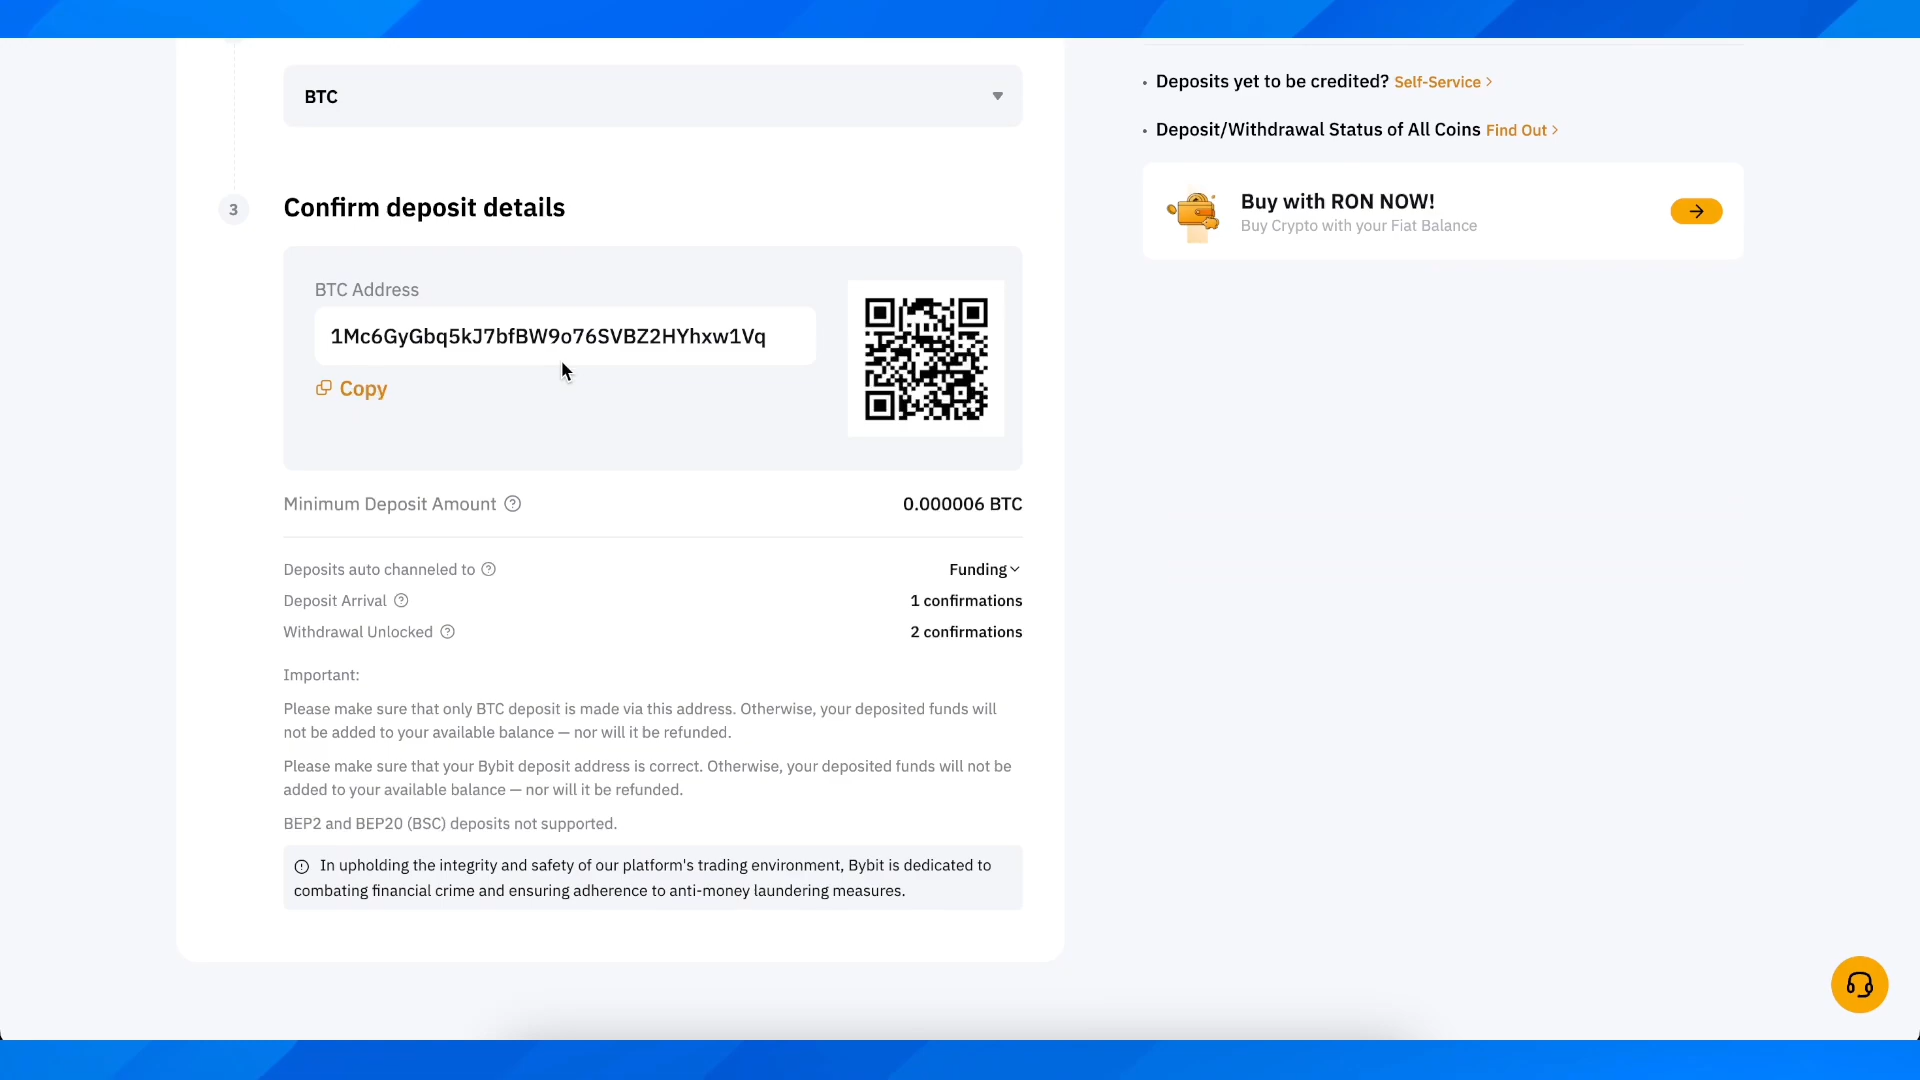 BTC
3
Confirm deposit details
BTC Address
1Mc6GyGbq5kJ7bfBW9o76SVBZ2HYhxw1Vq
Copy
Minimum Deposit Amount
0.000006 BTC
Deposits auto channeled to
Funding
Deposit Arrival
1 confirmations
Withdrawal Unlocked
2 confirmations
Important:
Please make sure that only BTC deposit is made via this address. Otherwise, your deposited funds will
not be added to your available balance — nor will it be refunded.
Please make sure that your Bybit deposit address is correct. Otherwise, your deposited funds will not be
added to your available balance — nor will it be refunded.
BEP2 and BEP20 (BSC) deposits not supported.
In upholding the integrity and safety of our platform's trading environment, Bybit is dedicated to
combating financial crime and ensuring adherence to anti-money laundering measures.
• Deposits yet to be credited? Self-Service >
• Deposit/Withdrawal Status of All Coins Find Out >
Buy with RON NOW!
Buy Crypto with your Fiat Balance